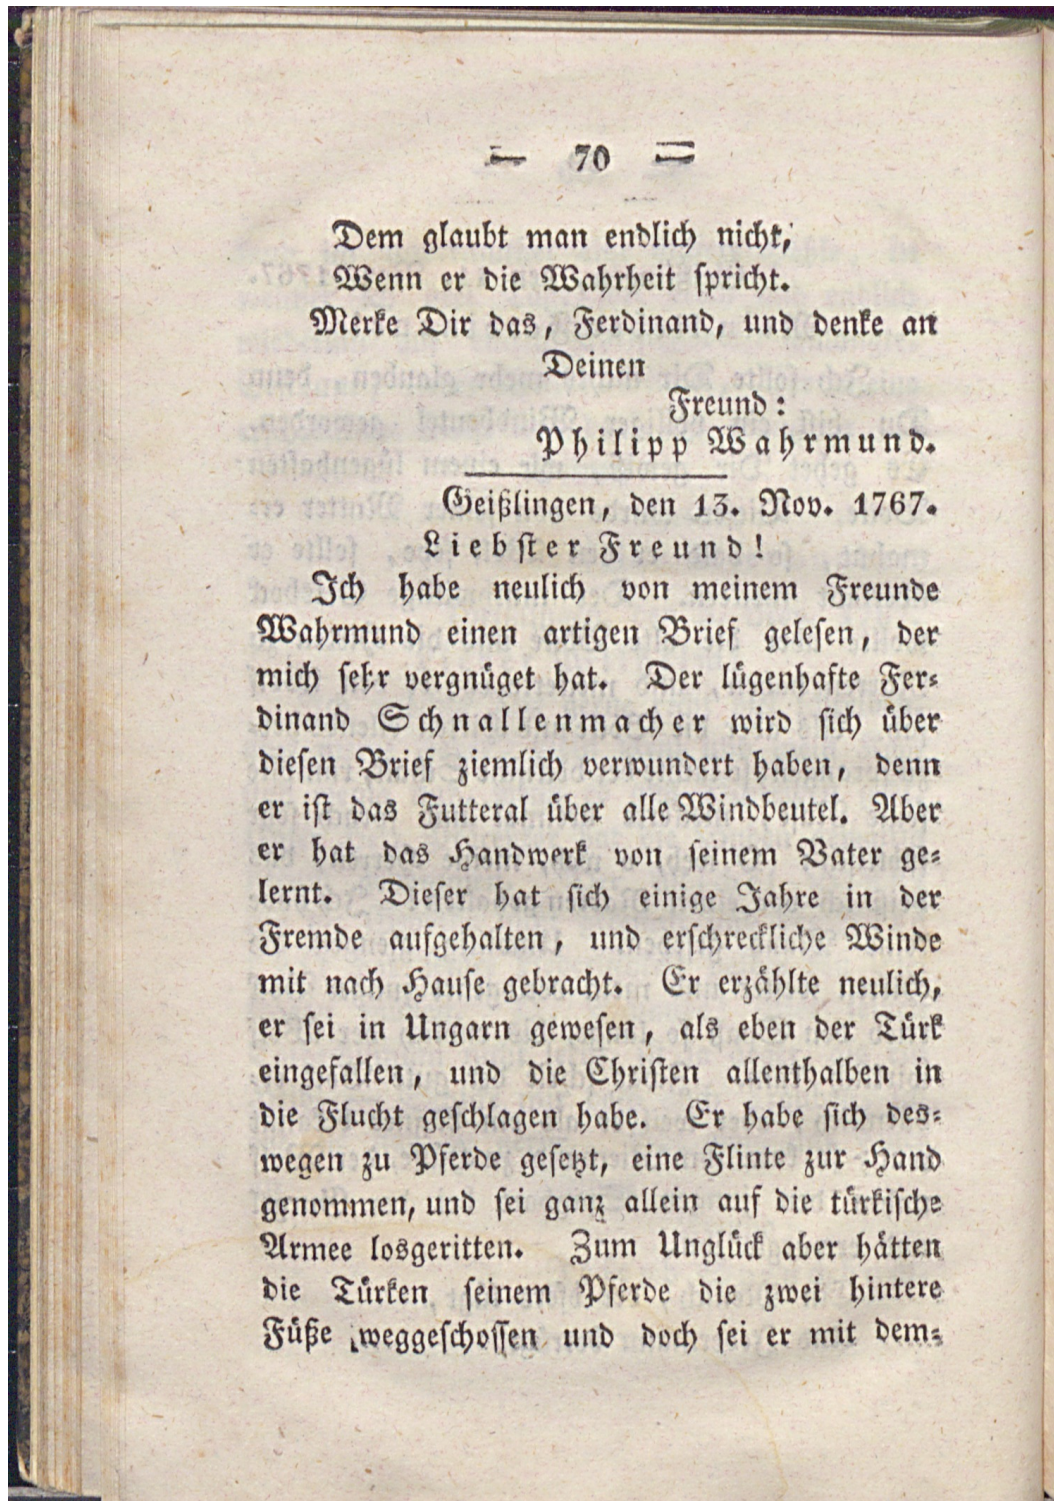 — 70 —
Dem glaubt man endlich nicht,
Wenn er die Wahrheit spricht.
Merke Dir das, Ferdinand, und denke an
Deinen
Freund:
Philipp Wahrmund.
Geißlingen, den 13. Nov. 1767.
Liebster Freund!
Ich habe neulich von meinem Freunde
Wahrmund einen artigen Brief gelesen, der
mich sehr vergnüget hat. Der lügenhafte Fer-
dinand Schnallenmacher wird sich über
diesen Brief ziemlich verwundert haben, denn
er ist das Futteral über alle Windbeutel. Aber
er hat das Handwerk von seinem Vater ge-
lernt. Dieser hat sich einige Jahre in der
Fremde aufgehalten, und erschreckliche Winde
mit nach Hause gebracht. Er erzählte neulich,
er sei in Ungarn gewesen, als eben der Türk
eingefallen, und die Christen allenthalben in
die Flucht geschlagen habe. Er habe sich des-
wegen zu Pferde gesetzt, eine Flinte zur Hand
genommen, und sei ganz allein auf die türkische
Armee losgeritten. Zum Unglück aber hätten
die Türken seinem Pferde die zwei hintere
Füße weggeschossen und doch sei er mit dem-